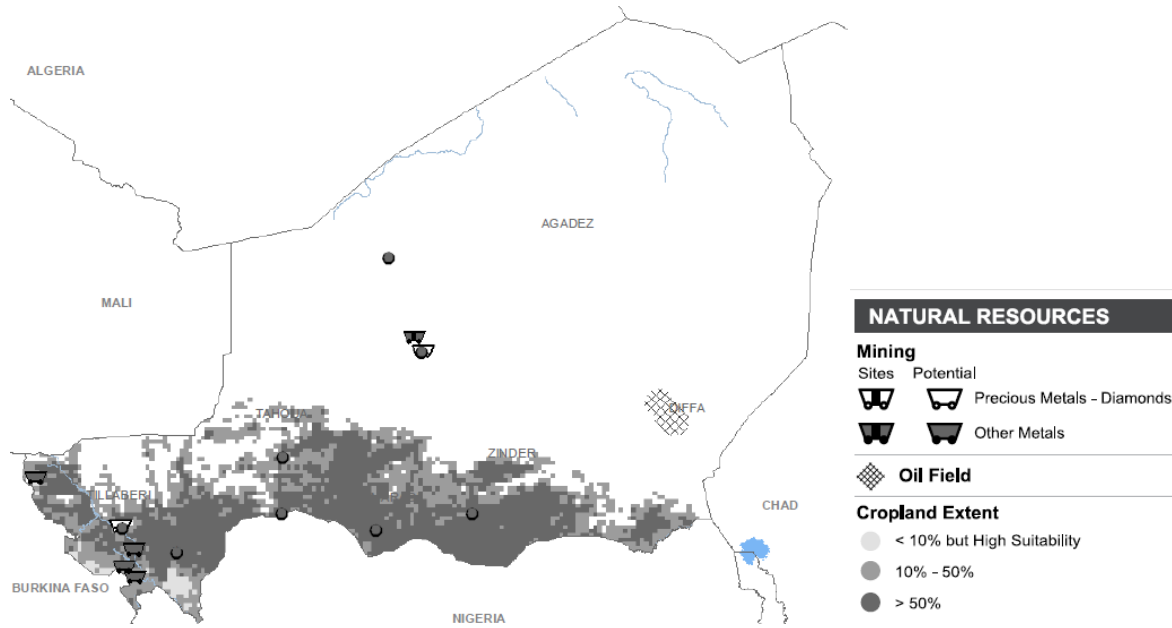 ALGERIA
AGADEZ
MALI
TAHOUA
DIFFA
ZINDER
TILLABERI
CHAD
BURKINA FASO
NIGERIA
NATURAL RESOURCES
Mining
Sites Potential
Precious Metals - Diamonds
Other Metals
Oil Field
Cropland Extent
< 10% but High Suitability
10% - 50%
> 50%